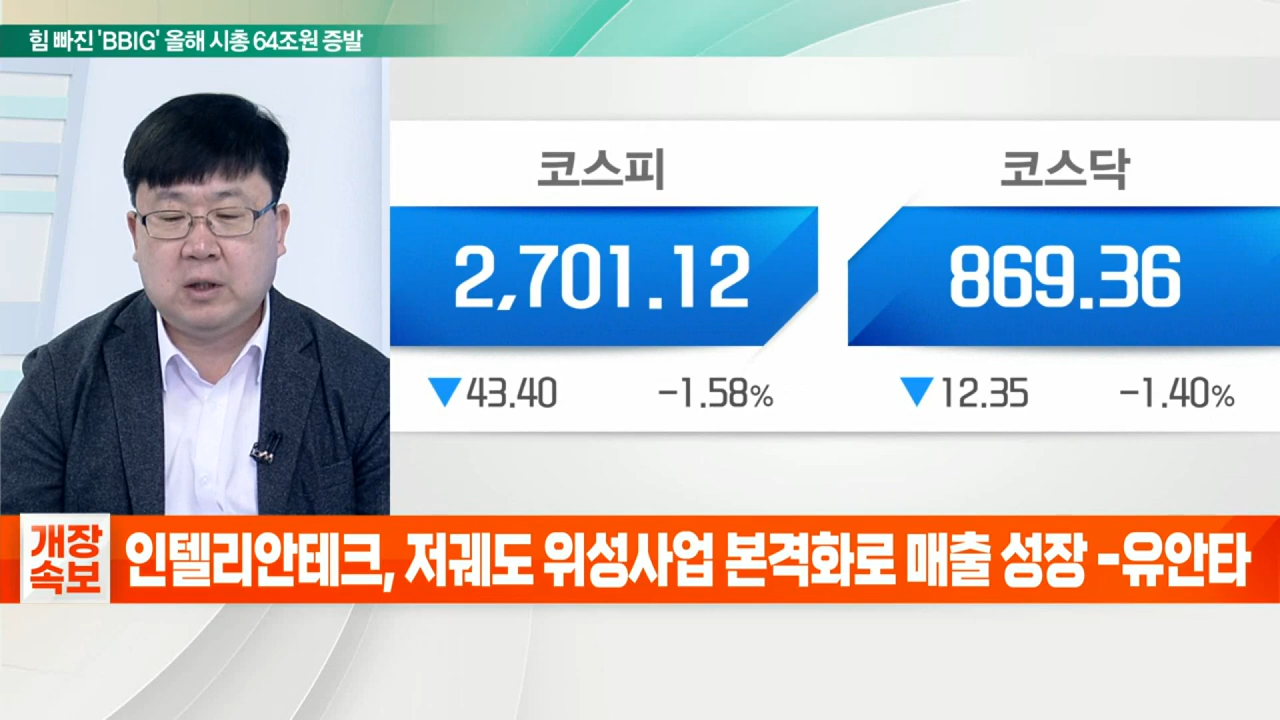 힘 빠진 'BBIG' 올해 시총 64조원 증발
코스피
2,701.12
▼43.40 -1.58%
코스닥
869.36
▼12.35 -1.40%
개장
속보
인텔리안테크, 저궤도 위성사업 본격화로 매출 성장 -유안타